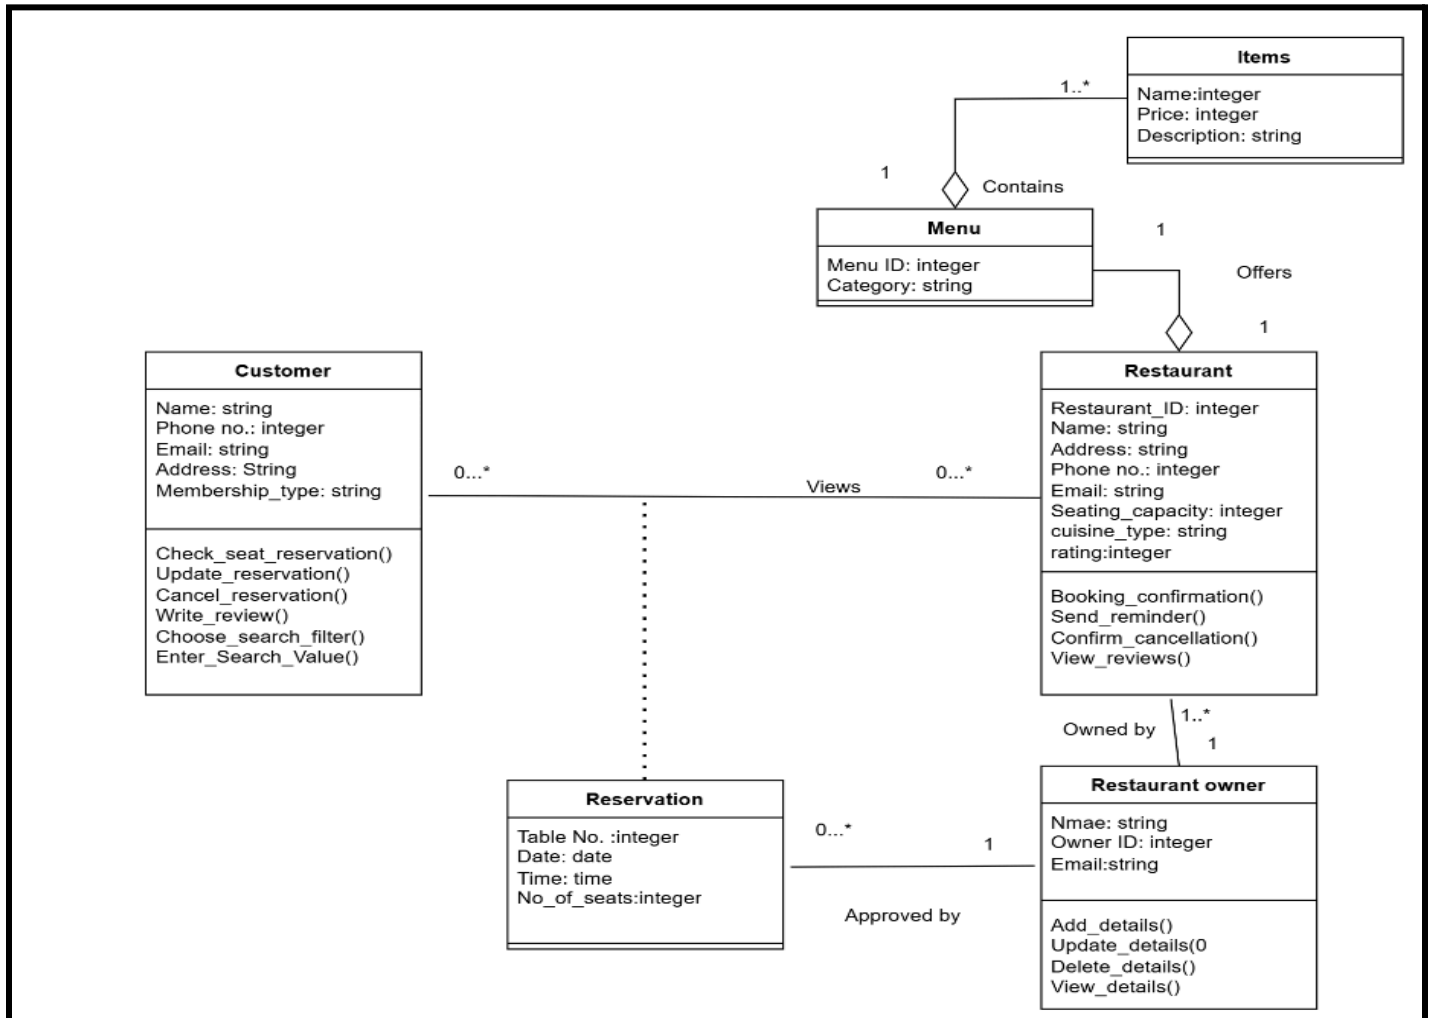 Items
Name:integer
Price: integer
Description: string
1..*
1
Contains
Menu
Menu ID: integer
Category: string
1
Offers
1
Customer
Name: string
Phone no.: integer
Email: string
Address: String
Membership_type: string
Check_seat_reservation()
Update_reservation()
Cancel_reservation()
Write_review()
Choose_search_filter()
Enter_Search_Value()
0...*
Views
0...*
Restaurant
Restaurant_ID: integer
Name: string
Address: string
Phone no.: integer
Email: string
Seating_capacity: integer
cuisine_type: string
rating:integer
Booking_confirmation()
Send_reminder()
Confirm_cancellation()
View_reviews()
Owned by
1..*
1
Reservation
Table No. :integer
Date: date
Time: time
No_of_seats:integer
0...*
1
Approved by
Restaurant owner
Nmae: string
Owner ID: integer
Email:string
Add_details()
Update_details(0
Delete_details()
View_details()